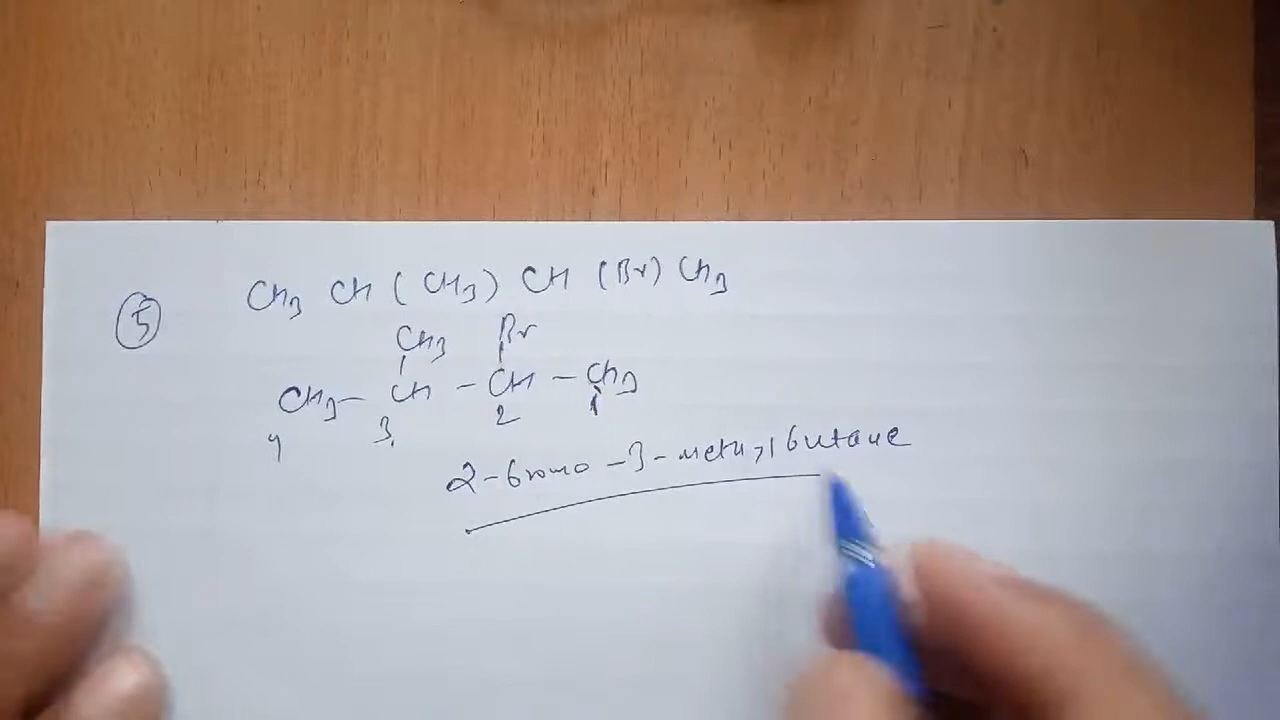 5 CH3 CH (CH3) CH (Br) CH3
CH3 Br
CH3 - CH - CH - CH3
4 3 2 1
2-bromo-3-methylbutane